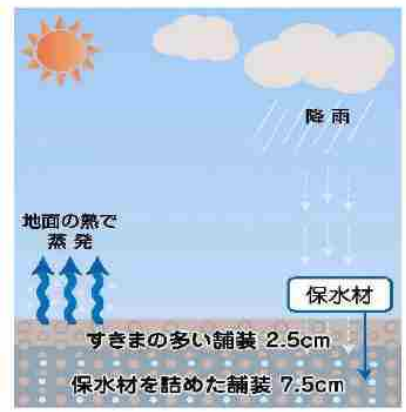 降雨
地面の熱で
蒸発
保水材
すきまの多い舗装 2.5cm
保水材を詰めた舗装 7.5cm